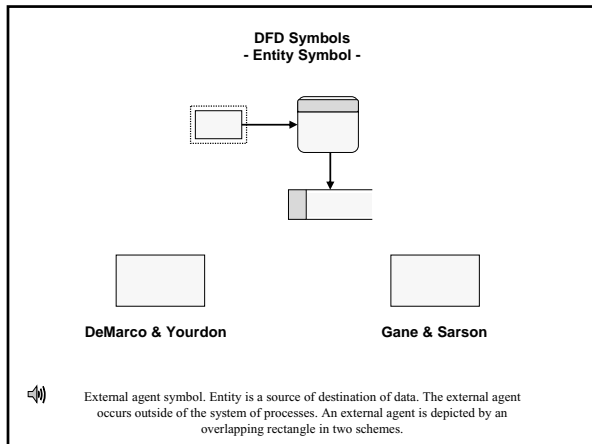 DFD Symbols
- Entity Symbol -
DeMarco & Yourdon
Gane & Sarson
External agent symbol. Entity is a source of destination of data. The external agent
occurs outside of the system of processes. An external agent is depicted by an
overlapping rectangle in two schemes.